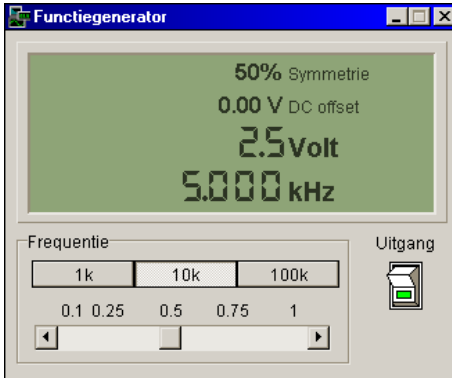 Functiegenerator
50% Symmetrie
0.00 V DC offset
2.5 Volt
5.000 kHz
Frequentie
1k 10k 100k
0.1 0.25 0.5 0.75 1
Uitgang